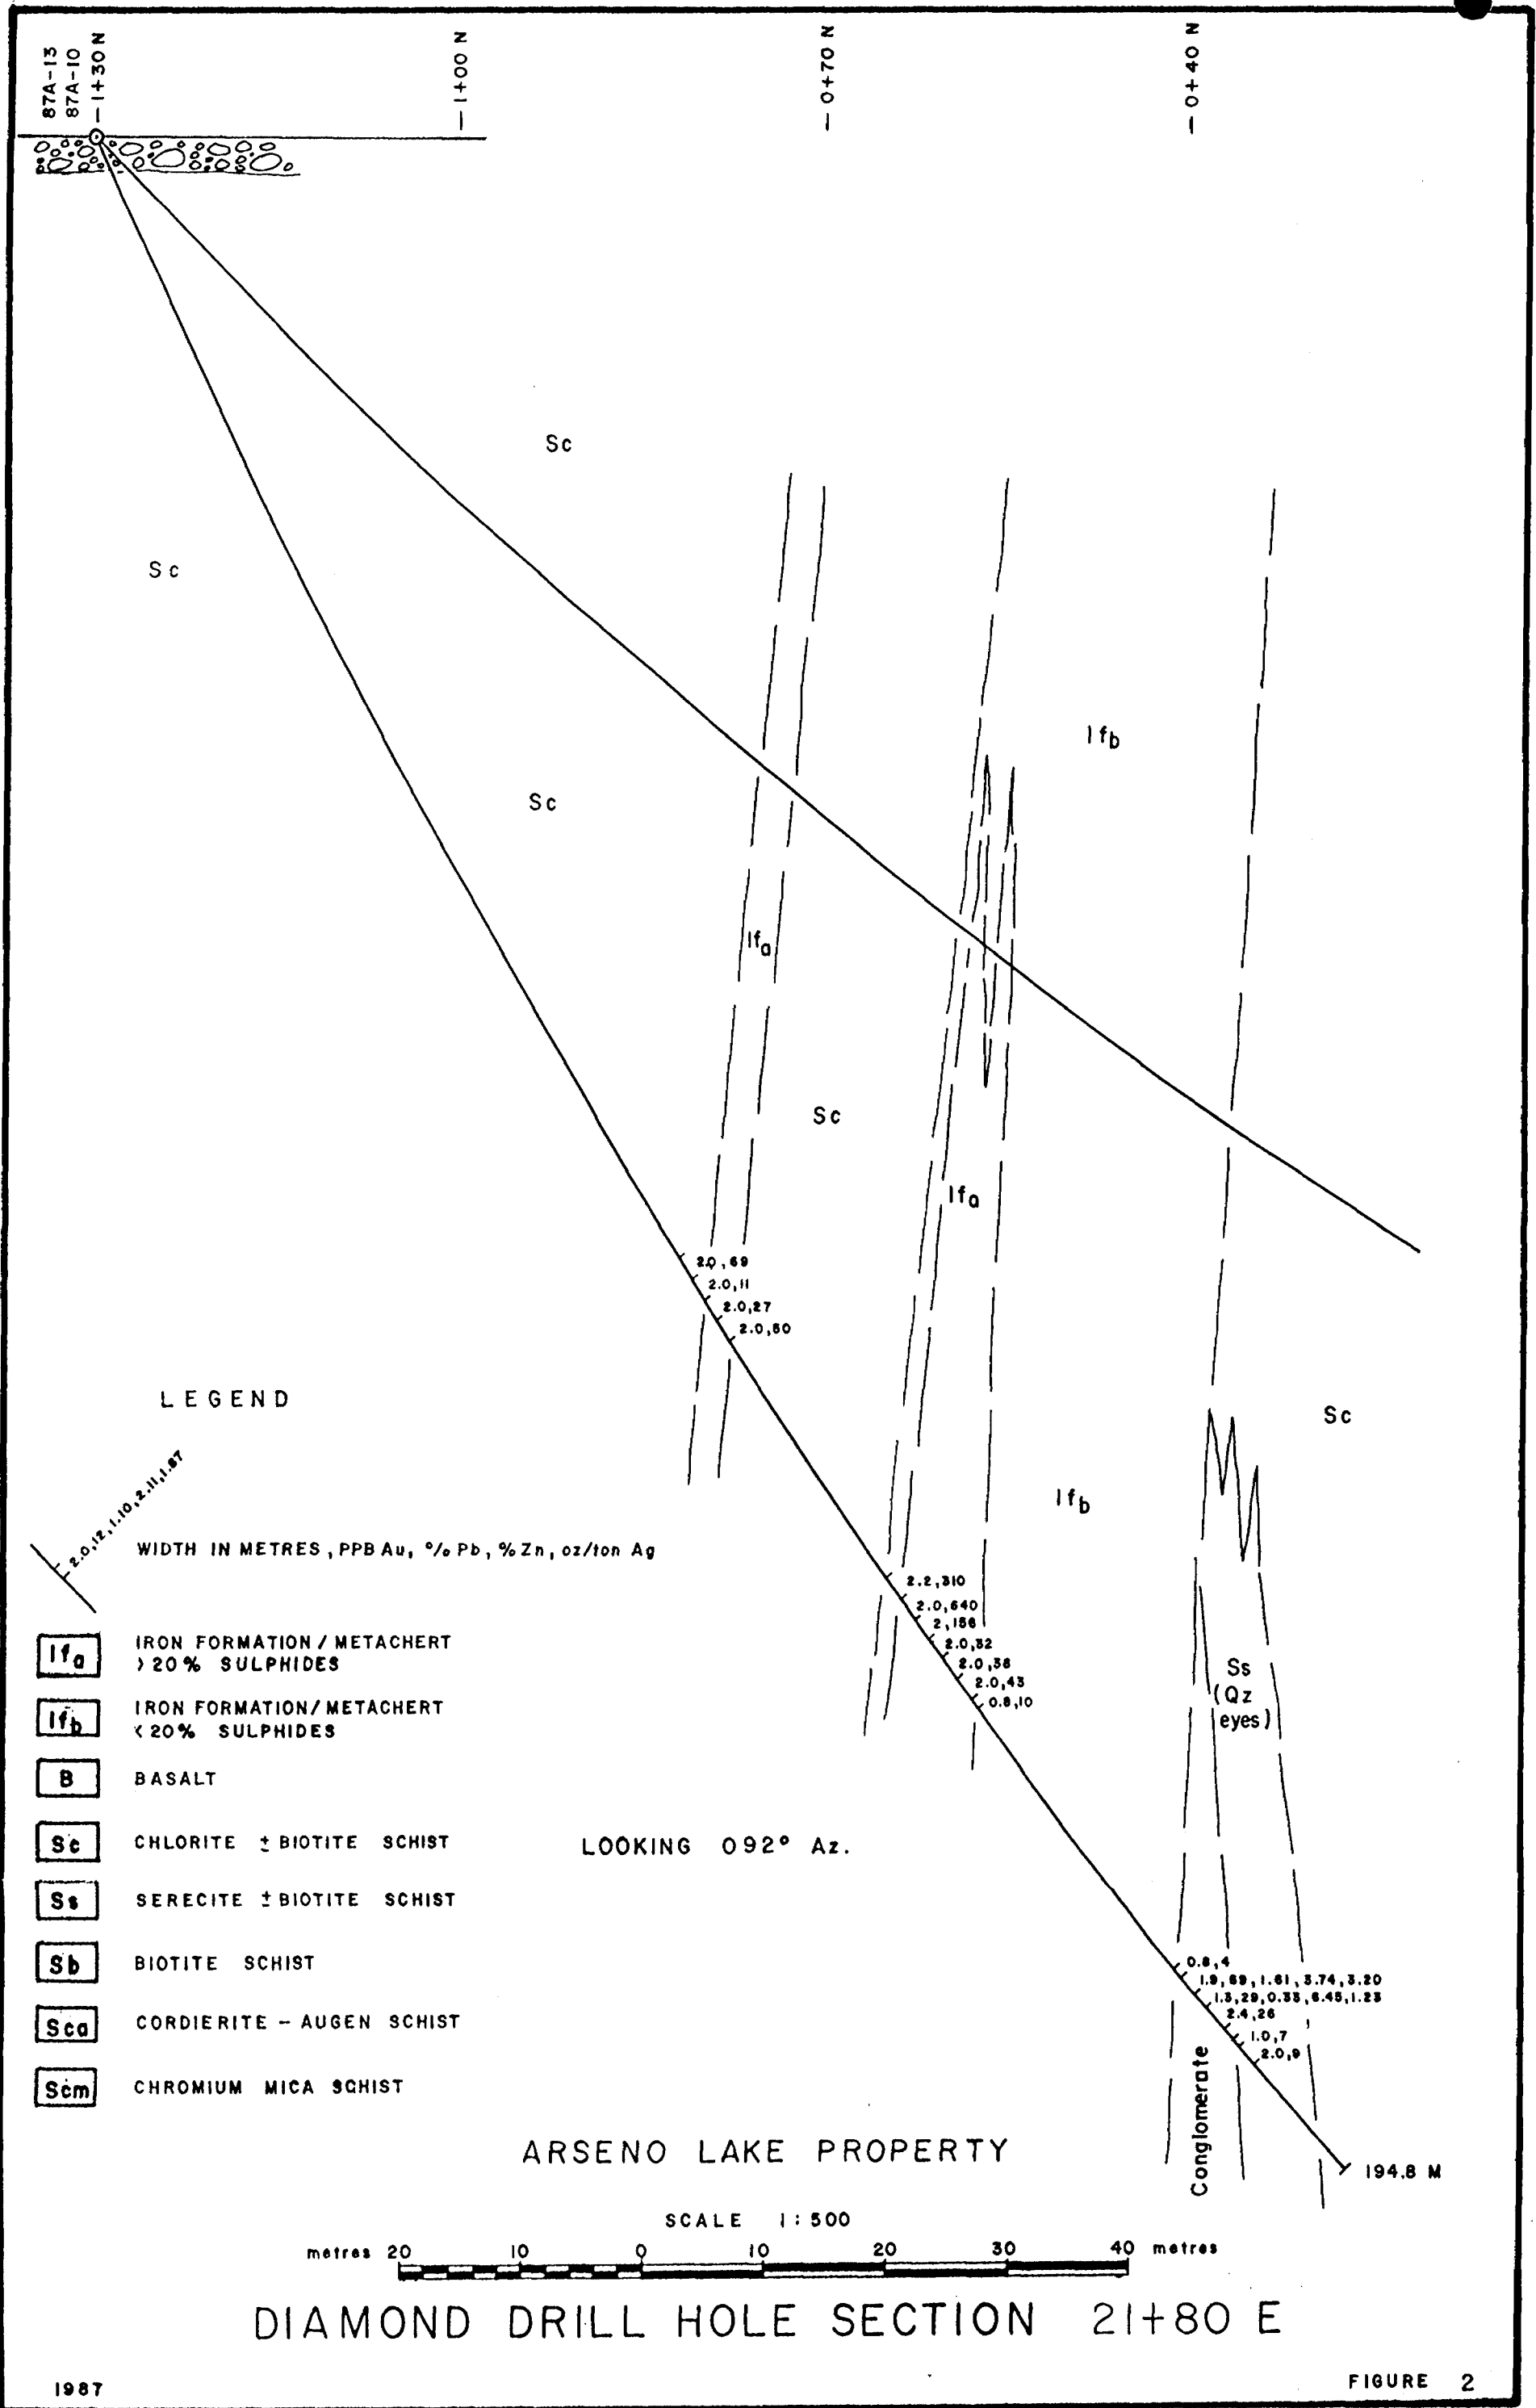 87A-13
87A-10
1+30 N
1+00 N
0+70 N
0+40 N
Sc
Sc
Ifb
Sc
Ifa
Sc
Ifa
2.0,69
2.0,11
2.0,27
2.0,50
LEGEND
Sc
2.0,12,1.10,2.11,1.87
Ifb
WIDTH IN METRES, PPB Au, % Pb, % Zn, oz/ton Ag
2.2,310
2.0,640
2,156
2.0,32
2.0,38
2.0,43
0.8,10
Ifa IRON FORMATION / METACHERT
>20% SULPHIDES
Ifb IRON FORMATION/METACHERT
<20% SULPHIDES
Ss
(Qz
eyes)
B BASALT
Sc CHLORITE ± BIOTITE SCHIST
LOOKING 092° Az.
Ss SERECITE ± BIOTITE SCHIST
Sb BIOTITE SCHIST
0.8,4
1.9,69,1.61,3.74,3.20
1.3,29,0.33,6.45,1.23
2.4,26
1.0,7
2.0,9
Sca CORDIERITE – AUGEN SCHIST
Scm CHROMIUM MICA SCHIST
Conglomerate
194.8 M
ARSENO LAKE PROPERTY
SCALE 1:500
metres 20 10 0 10 20 30 40 metres
DIAMOND DRILL HOLE SECTION 21+80 E
1987
FIGURE 2